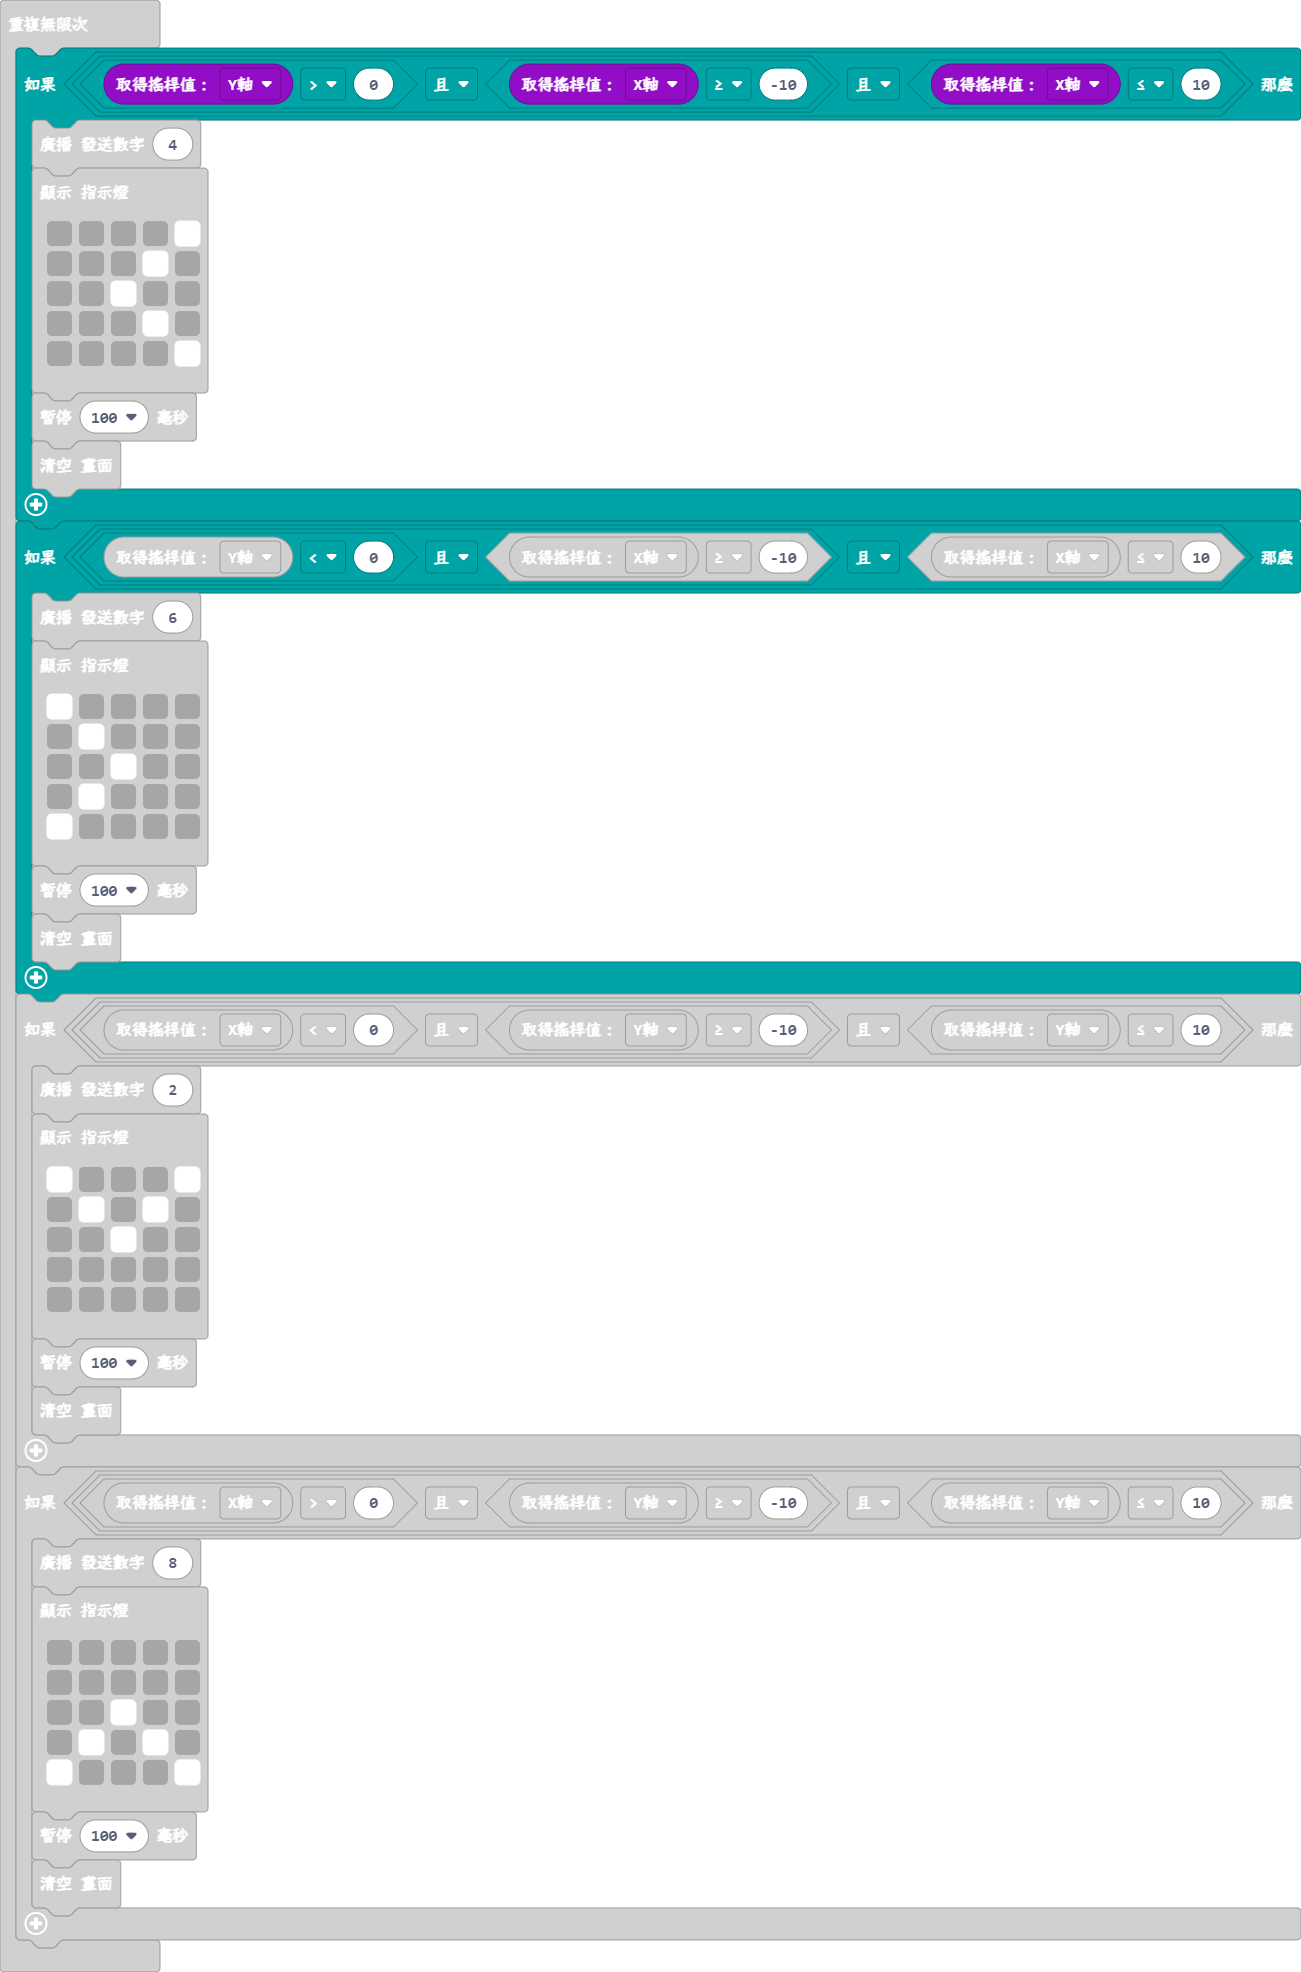 重複無限次
如果 取得搖桿值： Y軸 > 0 且 取得搖桿值： X軸 ≥ -10 且 取得搖桿值： X軸 ≤ 10 那麼
廣播 發送數字 4
顯示 指示燈
暫停 100 毫秒
清空 畫面
如果 取得搖桿值： Y軸 < 0 且 取得搖桿值： X軸 ≥ -10 且 取得搖桿值： X軸 ≤ 10 那麼
廣播 發送數字 6
顯示 指示燈
暫停 100 毫秒
清空 畫面
如果 取得搖桿值： X軸 < 0 且 取得搖桿值： Y軸 ≥ -10 且 取得搖桿值： Y軸 ≤ 10 那麼
廣播 發送數字 2
顯示 指示燈
暫停 100 毫秒
清空 畫面
如果 取得搖桿值： X軸 > 0 且 取得搖桿值： Y軸 ≥ -10 且 取得搖桿值： Y軸 ≤ 10 那麼
廣播 發送數字 8
顯示 指示燈
暫停 100 毫秒
清空 畫面